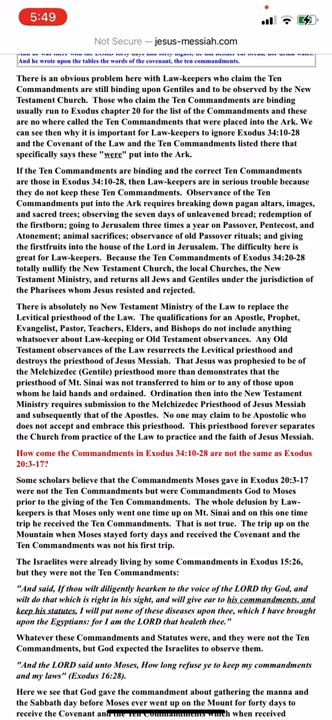 5:49
Not Secure — jesus-messiah.com
And he wrote upon the tables the words of the covenant, the ten commandments.
There is an obvious problem here with Law-keepers who claim the Ten
Commandments are still binding upon Gentiles and to be observed by the New
Testament Church. Those who claim the Ten Commandments are binding
usually run to Exodus chapter 20 for the list of the Commandments and these
are no where called the Ten Commandments that were placed into the Ark. We
can see then why it is important for Law-keepers to ignore Exodus 34:10-28
and the Covenant of the Law and the Ten Commandments listed there that
specifically says these "were" put into the Ark.
If the Ten Commandments are binding and the correct Ten Commandments
are those in Exodus 34:10-28, then Law-keepers are in serious trouble because
they do not keep these Ten Commandments. Observance of the Ten
Commandments put into the Ark requires breaking down pagan altars, images,
and sacred trees; observing the seven days of unleavened bread; redemption of
the firstborn; going to Jerusalem three times a year on Passover, Pentecost, and
Atonement; animal sacrifices; observance of old Passover rituals; and giving
the firstfruits into the house of the Lord in Jerusalem. The difficulty here is
great for Law-keepers. Because the Ten Commandments of Exodus 34:20-28
totally nullify the New Testament Church, the local Churches, the New
Testament Ministry, and returns all Jews and Gentiles under the jurisdiction of
the Pharisees whom Jesus resisted and rejected.
There is absolutely no New Testament Ministry of the Law to replace the
Levitical priesthood of the Law. The qualifications for an Apostle, Prophet,
Evangelist, Pastor, Teachers, Elders, and Bishops do not include anything
whatsoever about Law-keeping or Old Testament observances. Any Old
Testament observances of the Law resurrects the Levitical priesthood and
destroys the priesthood of Jesus Messiah. That Jesus was prophesied to be of
the Melchizedec (Gentile) priesthood more than demonstrates that the
priesthood of Mt. Sinai was not transferred to him or to any of those upon
whom he laid hands and ordained. Ordination then into the New Testament
Ministry requires submission to the Melchizedec Priesthood of Jesus Messiah
and subsequently that of the Apostles. No one may claim to be Apostolic who
does not accept and embrace this priesthood. This priesthood forever separates
the Church from practice of the Law to practice and the faith of Jesus Messiah.
How come the Commandments in Exodus 34:10-28 are not the same as Exodus
20:3-17?
Some scholars believe that the Commandments Moses gave in Exodus 20:3-17
were not the Ten Commandments but were Commandments God to Moses
prior to the giving of the Ten Commandments. The whole delusion by Law-
keepers is that Moses only went one time up on Mt. Sinai and on this one time
trip he received the Ten Commandments. That is not true. The trip up on the
Mountain when Moses stayed forty days and received the Covenant and the
Ten Commandments was not his first trip.
The Israelites were already living by some Commandments in Exodus 15:26,
but they were not the Ten Commandments:
"And said, If thou wilt diligently hearken to the voice of the LORD thy God, and
wilt do that which is right in his sight, and will give ear to his commandments, and
keep his statutes, I will put none of these diseases upon thee, which I have brought
upon the Egyptians: for I am the LORD that healeth thee."
Whatever these Commandments and Statutes were, and they were not the Ten
Commandments, but God expected the Israelites to observe them.
"And the LORD said unto Moses, How long refuse ye to keep my commandments
and my laws" (Exodus 16:28).
Here we see that God gave the commandment about gathering the manna and
the Sabbath day before Moses ever went up on the Mount for forty days to
receive the Covenant and the Ten Commandments which when received